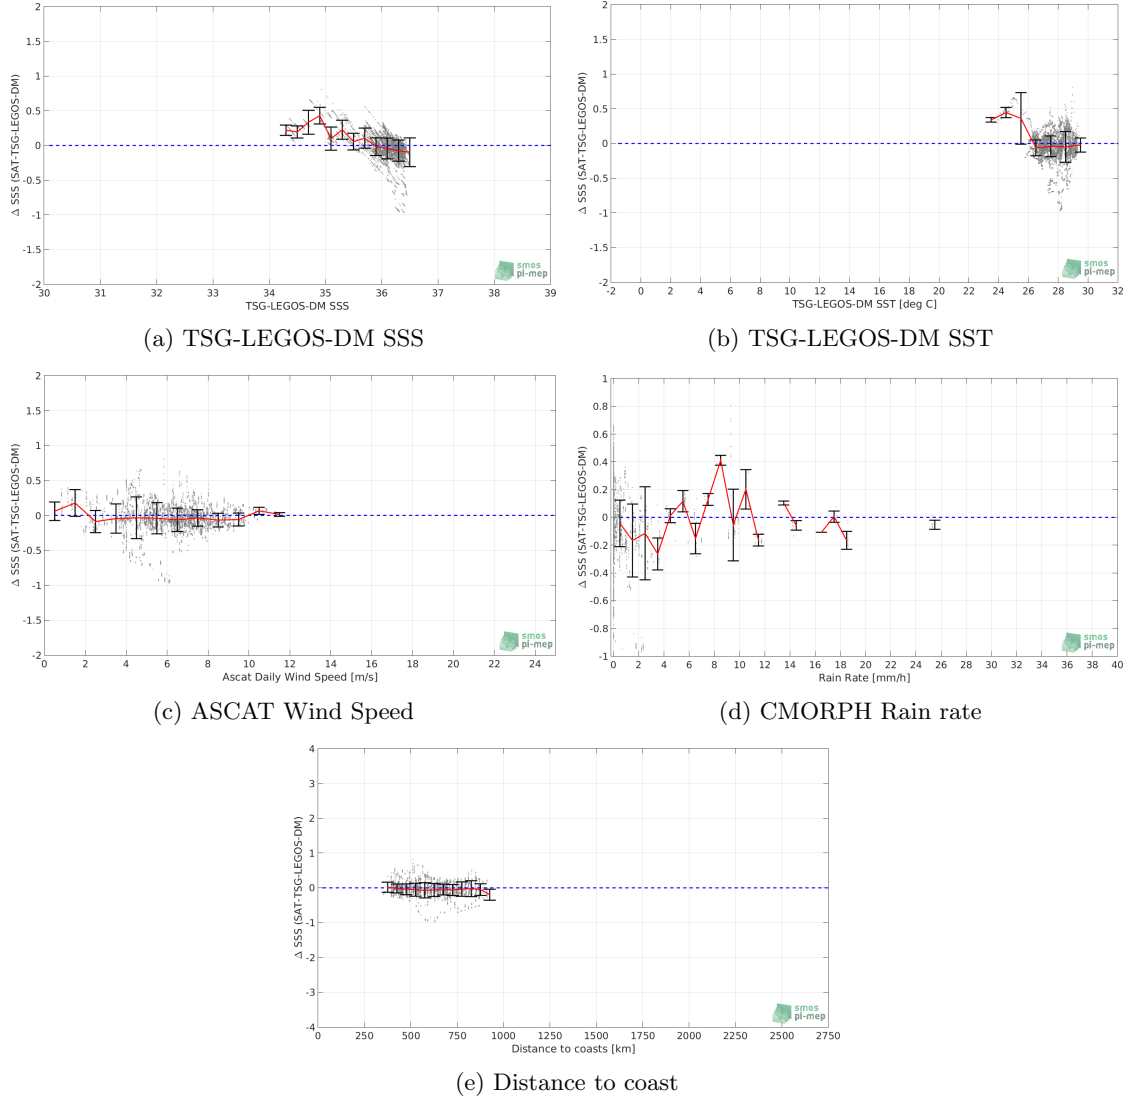 2
1.5
1
0.5
0
-0.5
-1
-1.5
-2
Δ SSS (SAT-TSG-LEGOS-DM)
30 31 32 33 34 35 36 37 38 39
TSG-LEGOS-DM SSS
smos
pi-mep
(a) TSG-LEGOS-DM SSS
2
1.5
1
0.5
0
-0.5
-1
-1.5
-2
Δ SSS (SAT-TSG-LEGOS-DM)
-2 0 2 4 6 8 10 12 14 16 18 20 22 24 26 28 30 32
TSG-LEGOS-DM SST [deg C]
smos
pi-mep
(b) TSG-LEGOS-DM SST
2
1.5
1
0.5
0
-0.5
-1
-1.5
-2
Δ SSS (SAT-TSG-LEGOS-DM)
0 2 4 6 8 10 12 14 16 18 20 22 24
Ascat Daily Wind Speed [m/s]
smos
pi-mep
(c) ASCAT Wind Speed
1
0.8
0.6
0.4
0.2
0
-0.2
-0.4
-0.6
-0.8
-1
Δ SSS (SAT-TSG-LEGOS-DM)
0 2 4 6 8 10 12 14 16 18 20 22 24 26 28 30 32 34 36 38 40
Rain Rate [mm/h]
smos
pi-mep
(d) CMORPH Rain rate
4
3
2
1
0
-1
-2
-3
-4
Δ SSS (SAT-TSG-LEGOS-DM)
0 250 500 750 1000 1250 1500 1750 2000 2250 2500 2750
Distance to coasts [km]
smos
pi-mep
(e) Distance to coast